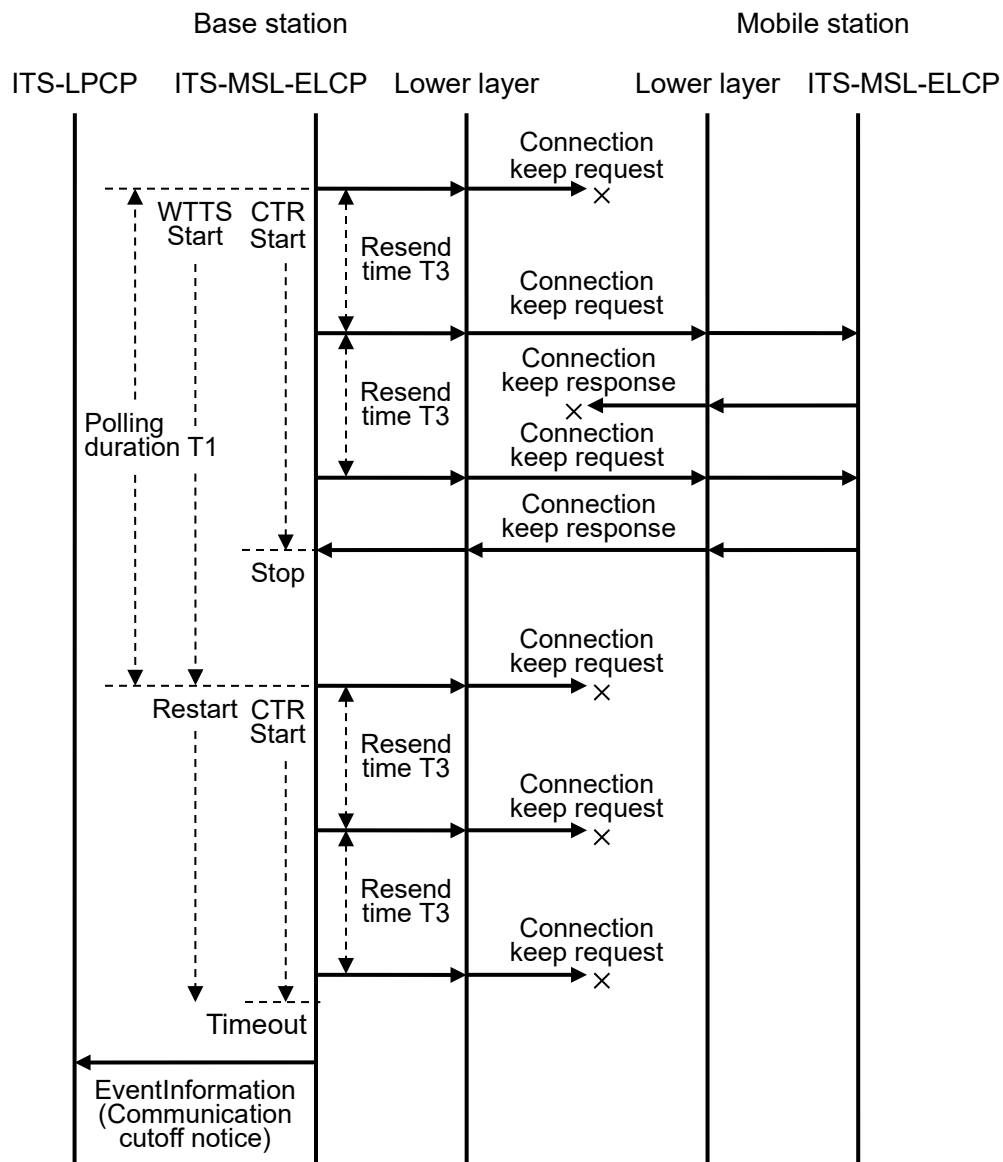 Base station
Mobile station
ITS-LPCP
ITS-MSL-ELCP
Lower layer
Lower layer
ITS-MSL-ELCP
Connection
keep request
×
WTTS
Start
CTR
Start
Resend
time T3
Connection
keep request
Connection
keep response
×
Resend
time T3
Polling
duration T1
Connection
keep request
Connection
keep response
Stop
Connection
keep request
×
Restart
CTR
Start
Resend
time T3
Connection
keep request
×
Resend
time T3
Connection
keep request
×
Timeout
EventInformation
(Communication
cutoff notice)